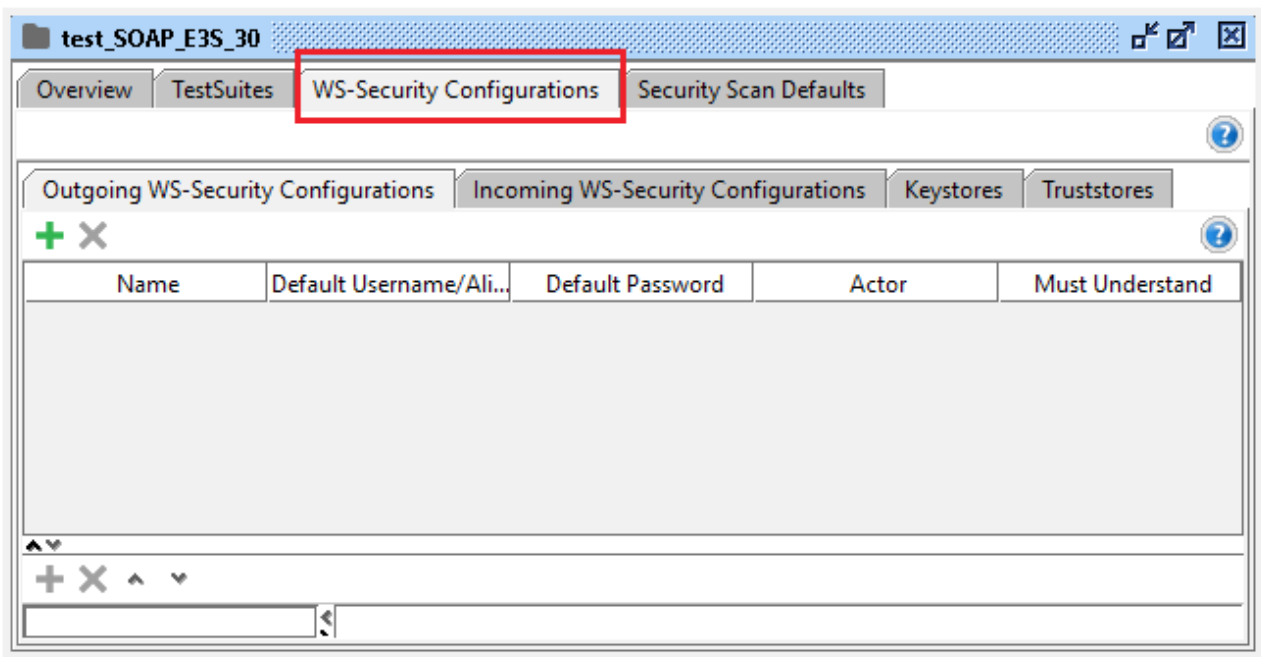 test_SOAP_E3S_30
Overview TestSuites WS-Security Configurations Security Scan Defaults
Outgoing WS-Security Configurations Incoming WS-Security Configurations Keystores Truststores
Name Default Username/Ali... Default Password Actor Must Understand